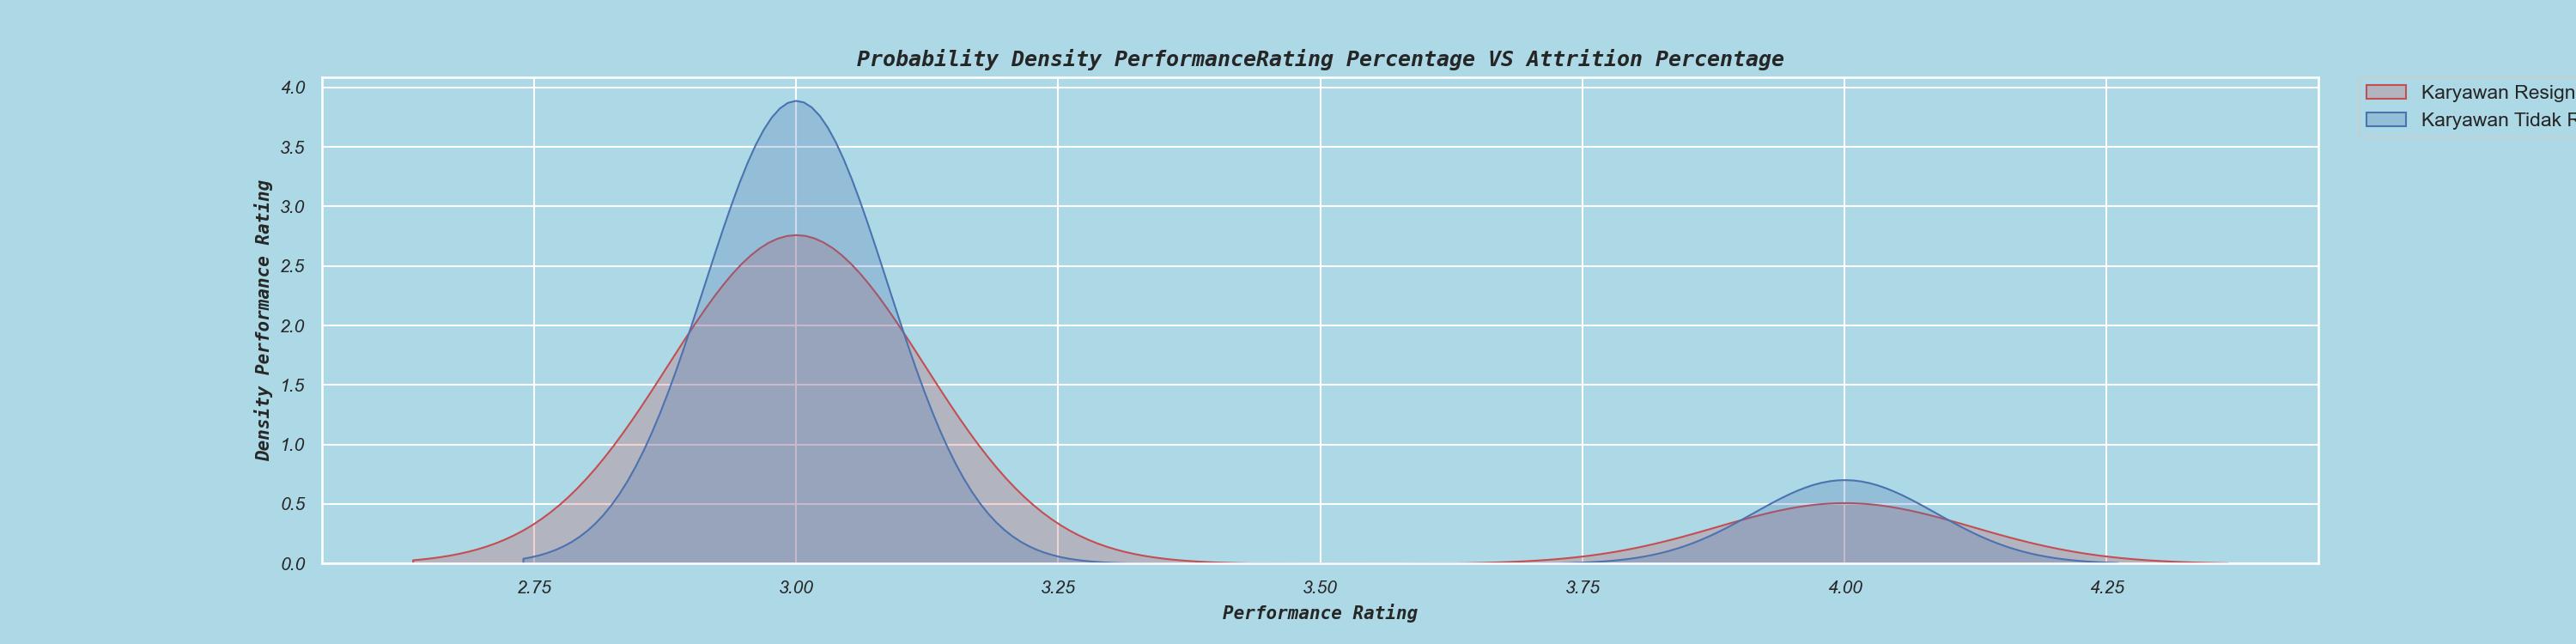 Probability Density PerformanceRating Percentage VS Attrition Percentage
4.0
3.5
3.0
2.5
2.0
1.5
1.0
0.5
0.0
Density Performance Rating
2.75 3.00 3.25 3.50 3.75 4.00 4.25
Performance Rating
Karyawan Resign
Karyawan Tidak